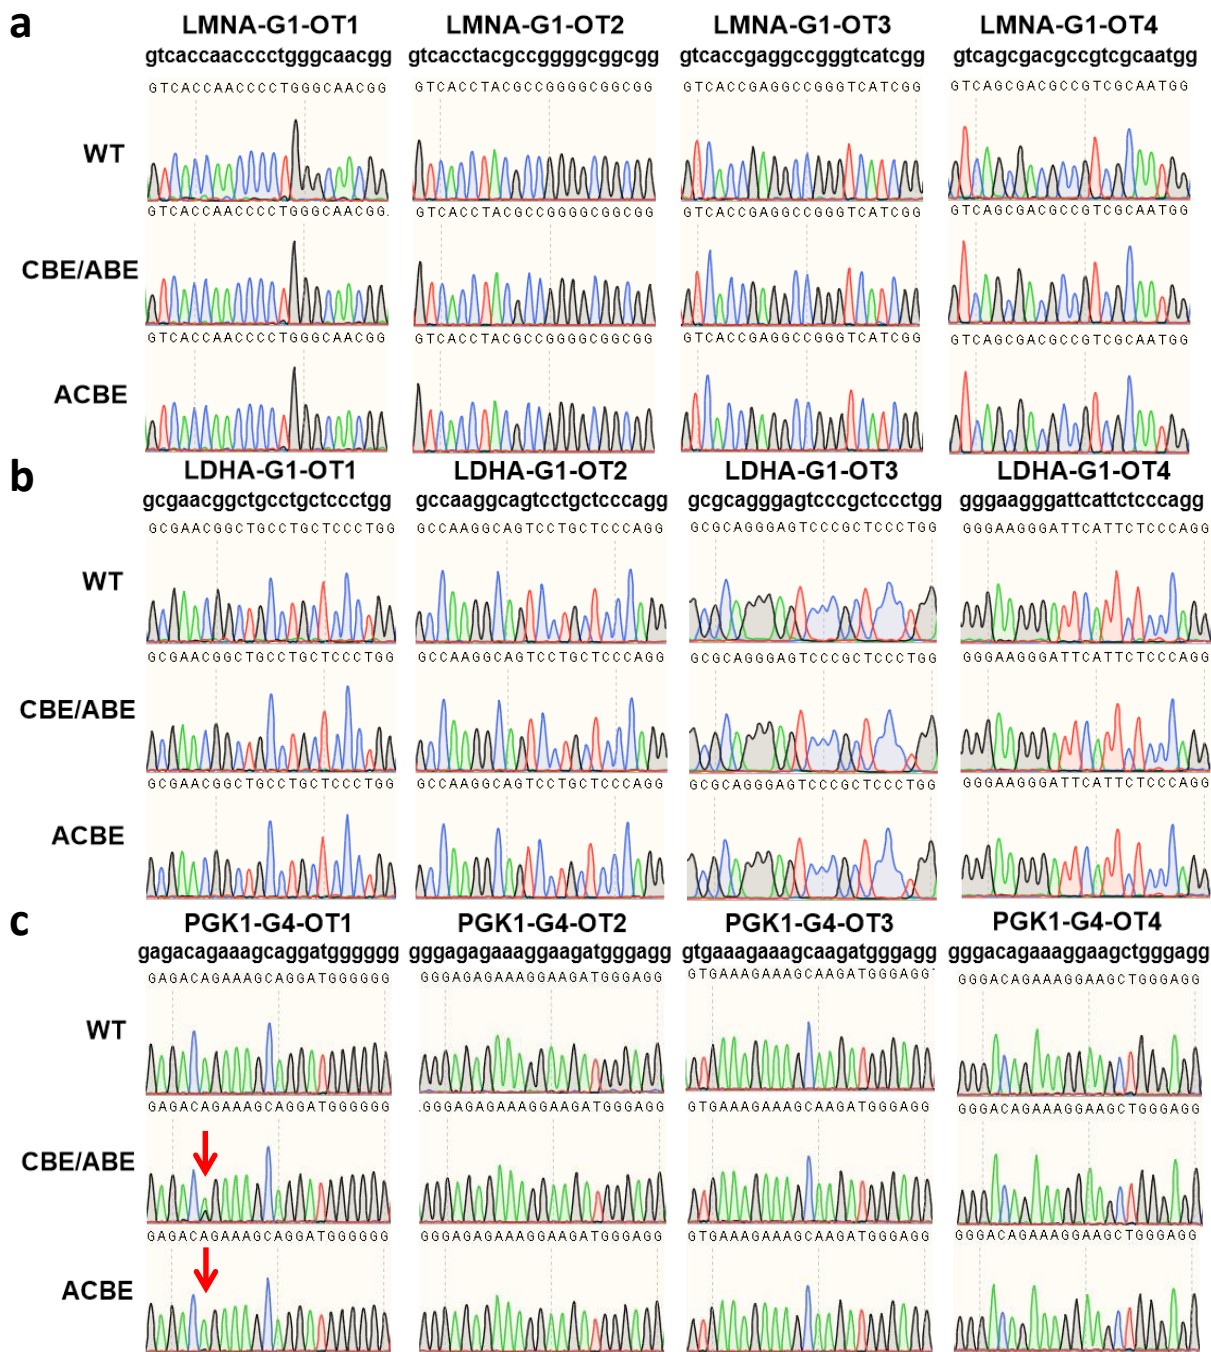 a
LMNA-G1-OT1 LMNA-G1-OT2 LMNA-G1-OT3 LMNA-G1-OT4
gtcaccaacccctgggcaacgg gtcacctacgccggggcggcgg gtcaccgaggccgggtcatcgg gtcagcgacgccgtcgcaatgg
GTCACCAACCCCTGGGCAACGG GTCACCTACGCCGGGGCGGCGG GTCACCGAGGCCGGGTCATCGG GTCAGCGACGCCGTCGCAATGG
WT
GTCACCAACCCCTGGGCAACGG. GTCACCTACGCCGGGGCGGCGG GTCACCGAGGCCGGGTCATCGG GTCAGCGACGCCGTCGCAATGG
CBE/ABE
GTCACCAACCCCTGGGCAACGG GTCACCTACGCCGGGGCGGCGG GTCACCGAGGCCGGGTCATCGG GTCAGCGACGCCGTCGCAATGG
ACBE
b
LDHA-G1-OT1 LDHA-G1-OT2 LDHA-G1-OT3 LDHA-G1-OT4
gcgaacggctgcctgctccctgg gccaaggcagtcctgctcccagg gcgcagggagtcccgctccctgg gggaagggattcattctcccagg
GCGAACGGCTGCCTGCTCCCTGG GCCAAGGCAGTCCTGCTCCCAGG GCGCAGGGAGTCCCGCTCCCTGG GGGAAGGGATTCATTCTCCCAGG
WT
GCGAACGGCTGCCTGCTCCCTGG GCCAAGGCAGTCCTGCTCCCAGG GCGCAGGGAGTCCCGCTCCCTGG GGGAAGGGATTCATTCTCCCAGG
CBE/ABE
GCGAACGGCTGCCTGCTCCCTGG GCCAAGGCAGTCCTGCTCCCAGG GCGCAGGGAGTCCCGCTCCCTGG GGGAAGGGATTCATTCTCCCAGG
ACBE
c
PGK1-G4-OT1 PGK1-G4-OT2 PGK1-G4-OT3 PGK1-G4-OT4
gagacagaaagcaggatgggggg gggagagaaaggaagatgggagg gtgaaagaaagcaagatgggagg gggacagaaaggaagctgggagg
GAGACAGAAAGCAGGATGGGGGG GGGAGAGAAAGGAAGATGGGAGG GTGAAAGAAAGCAAGATGGGAGG GGGACAGAAAGGAAGCTGGGAGG
WT
GAGACAGAAAGCAGGATGGGGGG .GGGAGAGAAAGGAAGATGGGAGG GTGAAAGAAAGCAAGATGGGAGG GGGACAGAAAGGAAGCTGGGAGG
CBE/ABE
GAGACAGAAAGCAGGATGGGGGG GGGAGAGAAAGGAAGATGGGAGG GTGAAAGAAAGCAAGATGGGAGG GGGACAGAAAGGAAGCTGGGAGG
ACBE